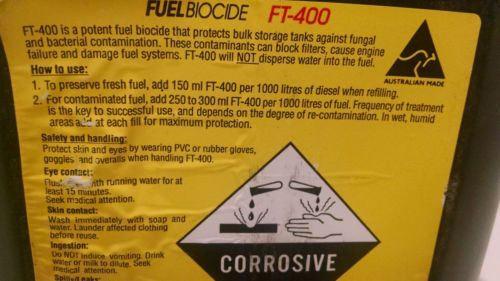 FUELBIOCIDE FT-400
FT-400 is a potent fuel biocide that protects bulk storage tanks against fungal
and bacterial contamination. These contaminants can block filters, cause engine
failure and damage fuel systems. FT-400 will NOT disperse water into the fuel.
AUSTRALIAN MADE
How to use:
1. To preserve fresh fuel, add 150 ml FT-400 per 1000 litres of diesel when refilling.
2. For contaminated fuel, add 250 to 300 ml FT-400 per 1000 litres of fuel. Frequency of treatment
is the key to successful use, and depends on the degree of re-contamination. In wet, humid
areas add at each fill for maximum protection.
Safety and handling:
Protect skin and eyes by wearing PVC or rubber gloves,
goggles and overalls when handling FT-400.
Eye contact:
with running water for at
least 15 minutes.
Seek medical attention.
Skin contact:
Wash immediately with soap and
water. Launder affected clothing
before reuse.
Ingestion:
Do NOT induce vomiting. Drink
water or milk to dilute. Seek
medical attention.
Spills/Leaks:
CORROSIVE